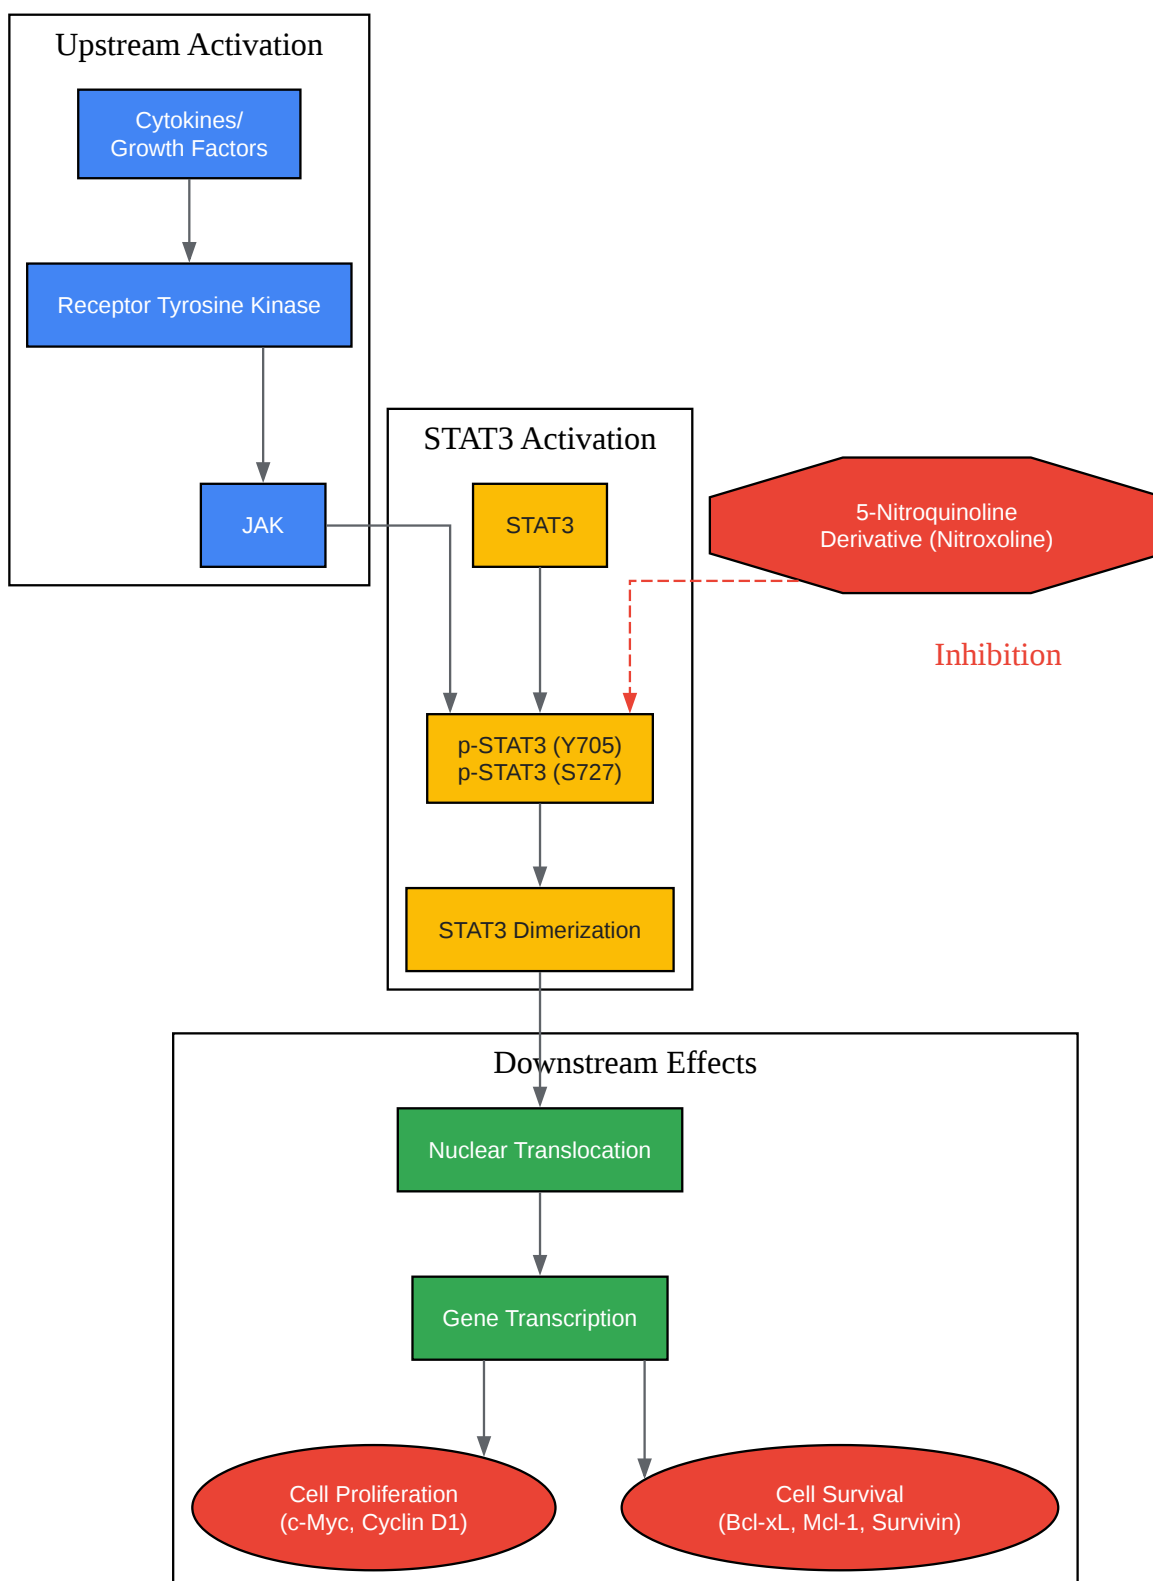 Upstream Activation
Cytokines/
Growth Factors
Receptor Tyrosine Kinase
JAK
STAT3 Activation
STAT3
5-Nitroquinoline
Derivative (Nitroxoline)
Inhibition
p-STAT3 (Y705)
p-STAT3 (S727)
STAT3 Dimerization
Downstream Effects
Nuclear Translocation
Gene Transcription
Cell Proliferation
(c-Myc, Cyclin D1)
Cell Survival
(Bcl-xL, Mcl-1, Survivin)